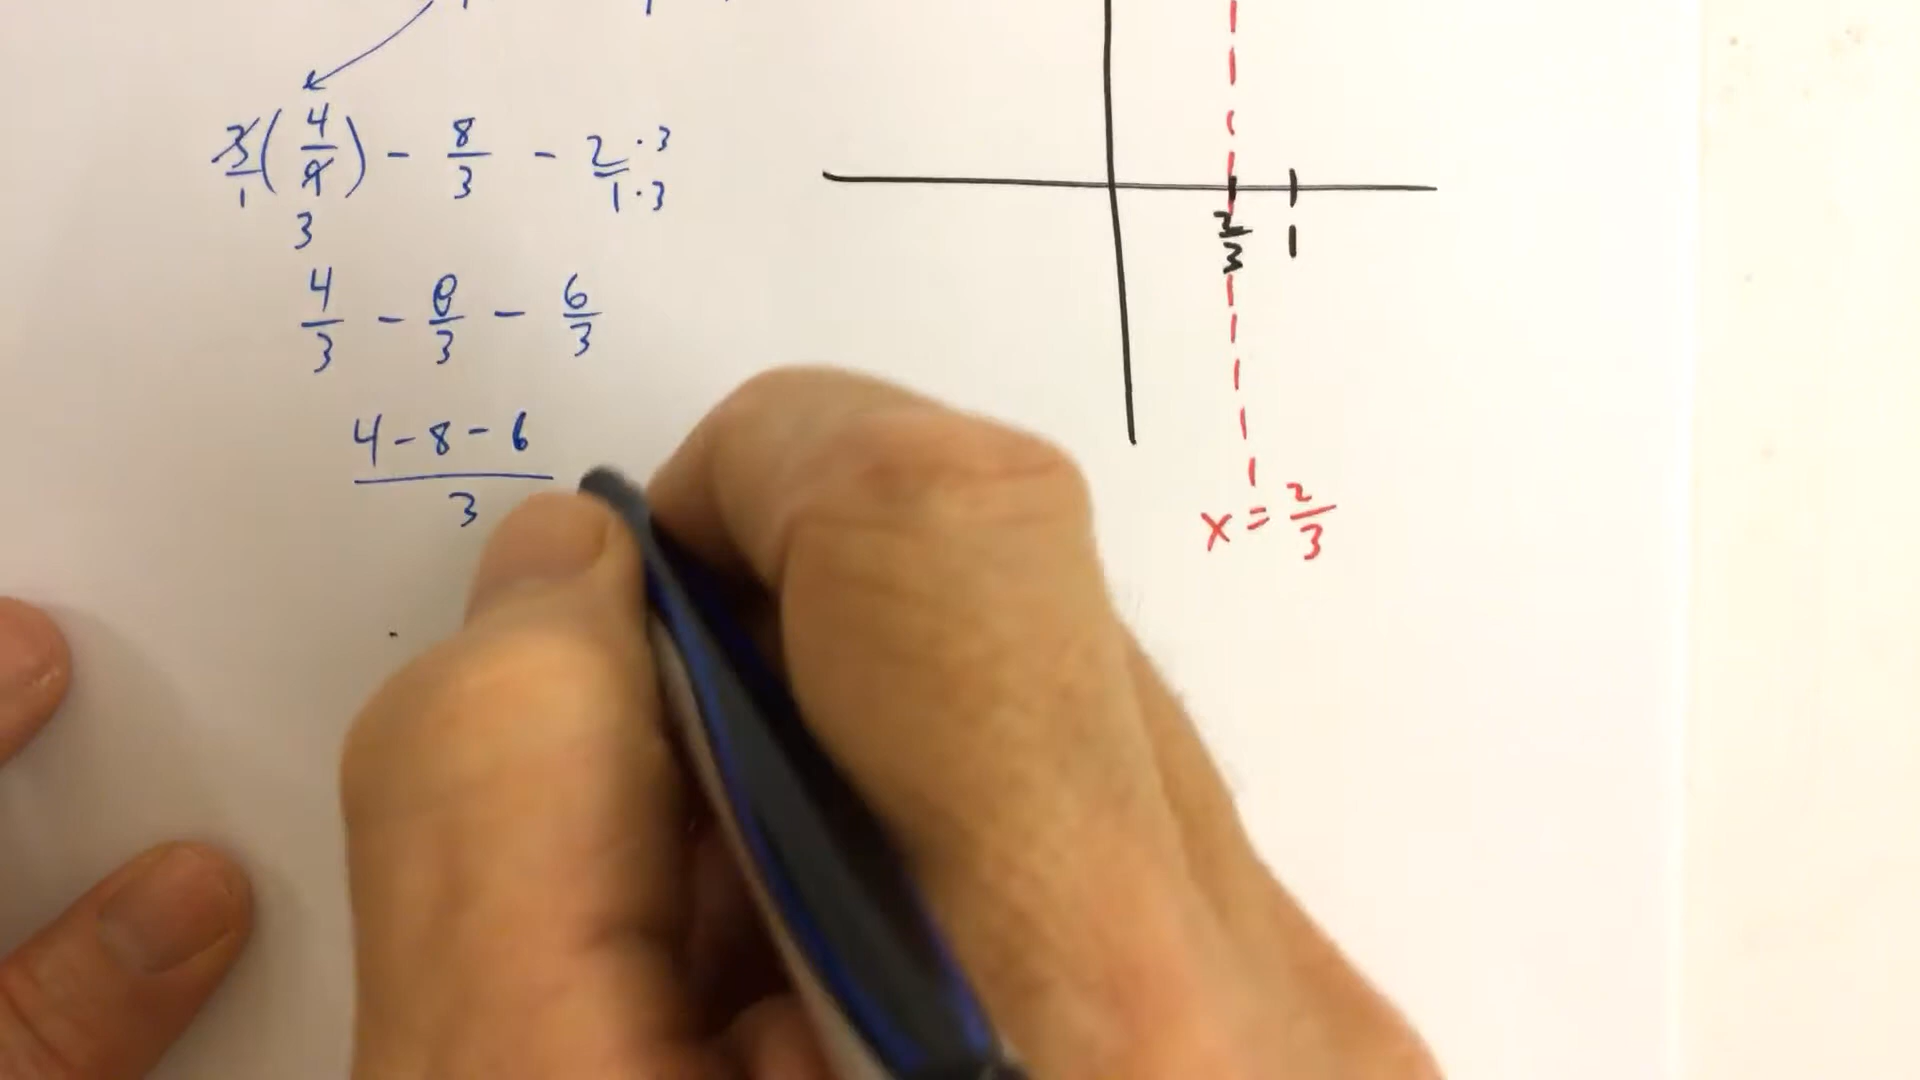 3/1 ( 4/9 ) - 8/3 - 2·3/1·3
3
4/3 - 8/3 - 6/3
4-8-6/3
2/3
1
x = 2/3